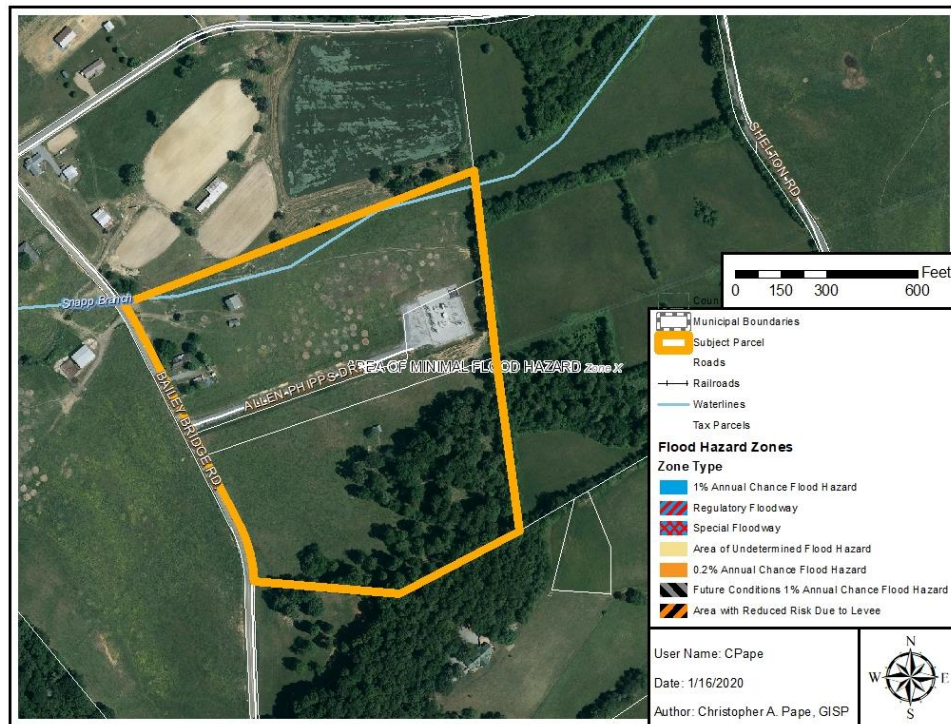 SHELTON RD
Snapp Branch
BAILEY BRIDGE RD
ALLEN PHIPPS DR
AREA OF MINIMAL FLOOD HAZARD Zone X
Feet
0 150 300 600
Municipal Boundaries
Subject Parcel
Roads
Railroads
Waterlines
Tax Parcels
Flood Hazard Zones
Zone Type
1% Annual Chance Flood Hazard
Regulatory Floodway
Special Floodway
Area of Undetermined Flood Hazard
0.2% Annual Chance Flood Hazard
Future Conditions 1% Annual Chance Flood Hazard
Area with Reduced Risk Due to Levee
User Name: CPape
Date: 1/16/2020
Author: Christopher A. Pape, GISP
N
W E
S